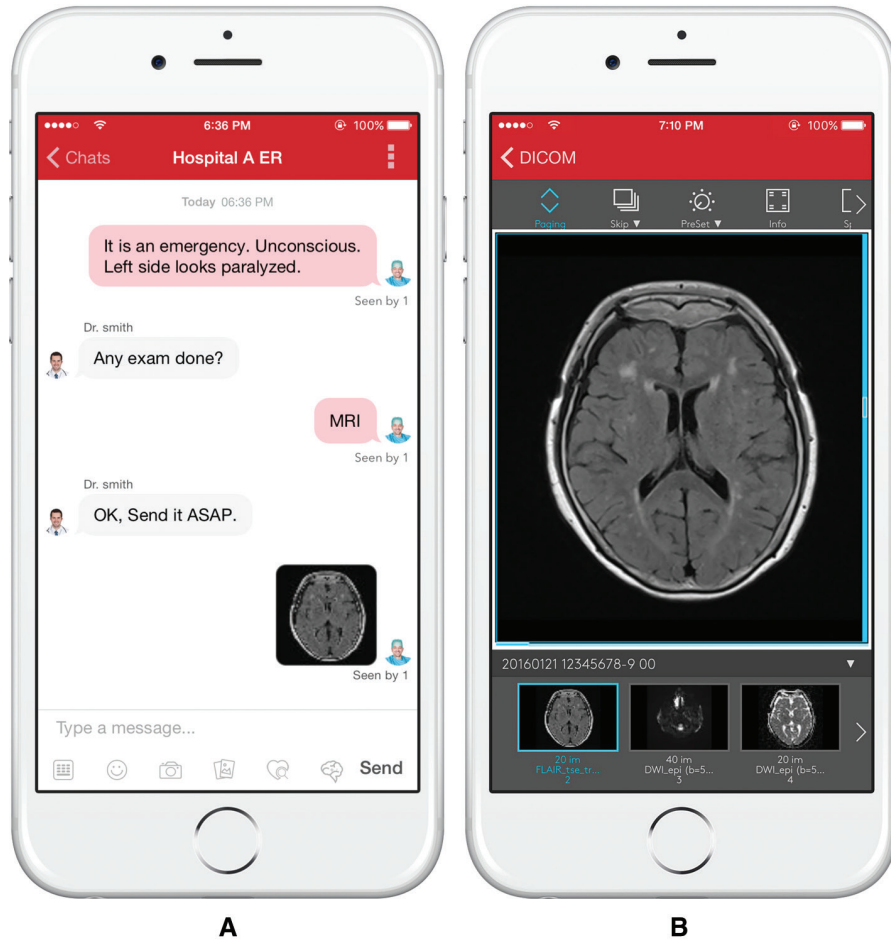 6:36 PM
100%
Chats
Hospital A ER
Today 06:36 PM
It is an emergency. Unconscious.
Left side looks paralyzed.
Seen by 1
Dr. smith
Any exam done?
MRI
Seen by 1
Dr. smith
OK, Send it ASAP.
Seen by 1
Type a message...
Send
A
7:10 PM
100%
DICOM
Paging
Skip ▼
PreSet ▼
Info
Sp
20160121 12345678-9 00 ▼
20 im
FLAIR_tse_tr...
2
40 im
DWI_epi (b=5...
3
20 im
DWI_epi (b=5...
4
B